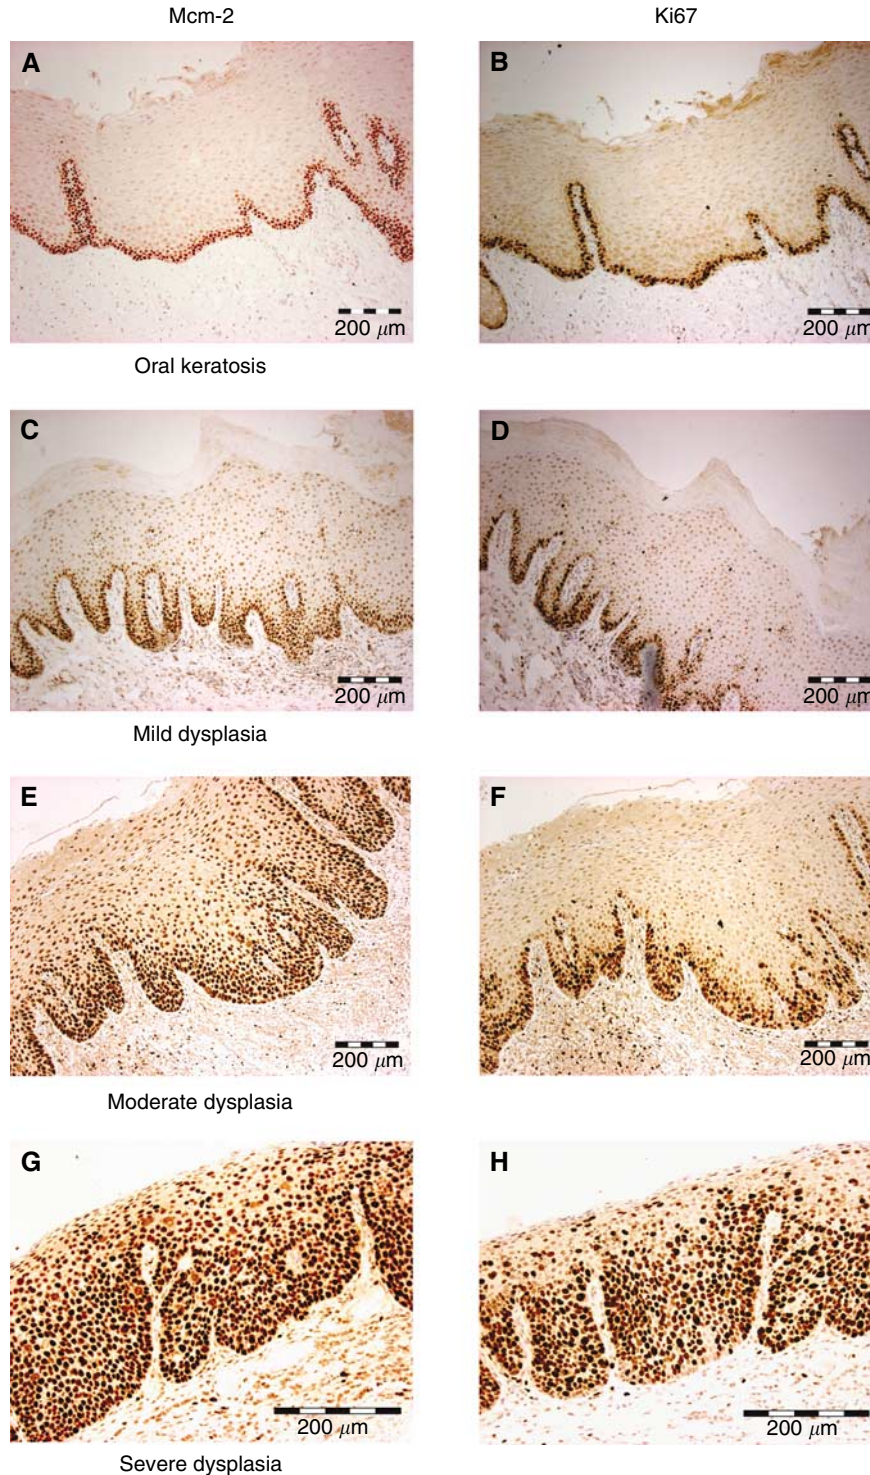 Mcm-2 Ki67
A B
200 μm 200 μm
Oral keratosis
C D
200 μm 200 μm
Mild dysplasia
E F
200 μm 200 μm
Moderate dysplasia
G H
200 μm 200 μm
Severe dysplasia